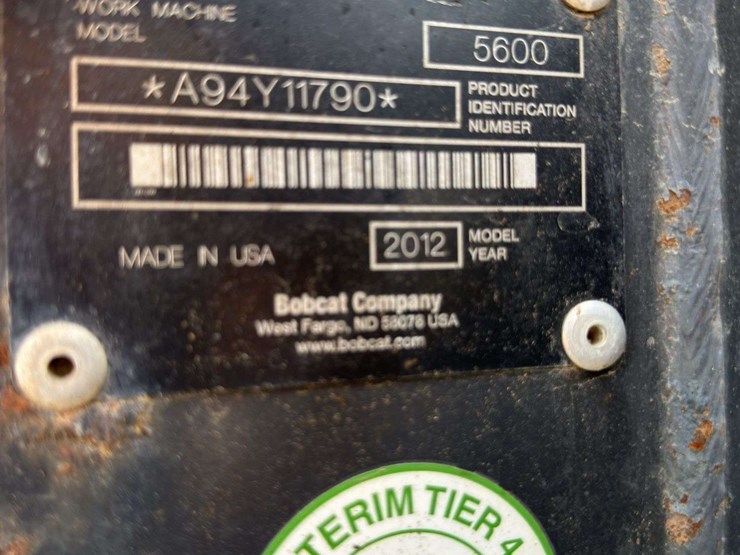 WORK MACHINE
MODEL
5600
*A94Y11790*
PRODUCT
IDENTIFICATION
NUMBER
MADE IN USA
2012
MODEL
YEAR
Bobcat Company
West Fargo, ND 58078 USA
www.bobcat.com
TERIM TIER 4